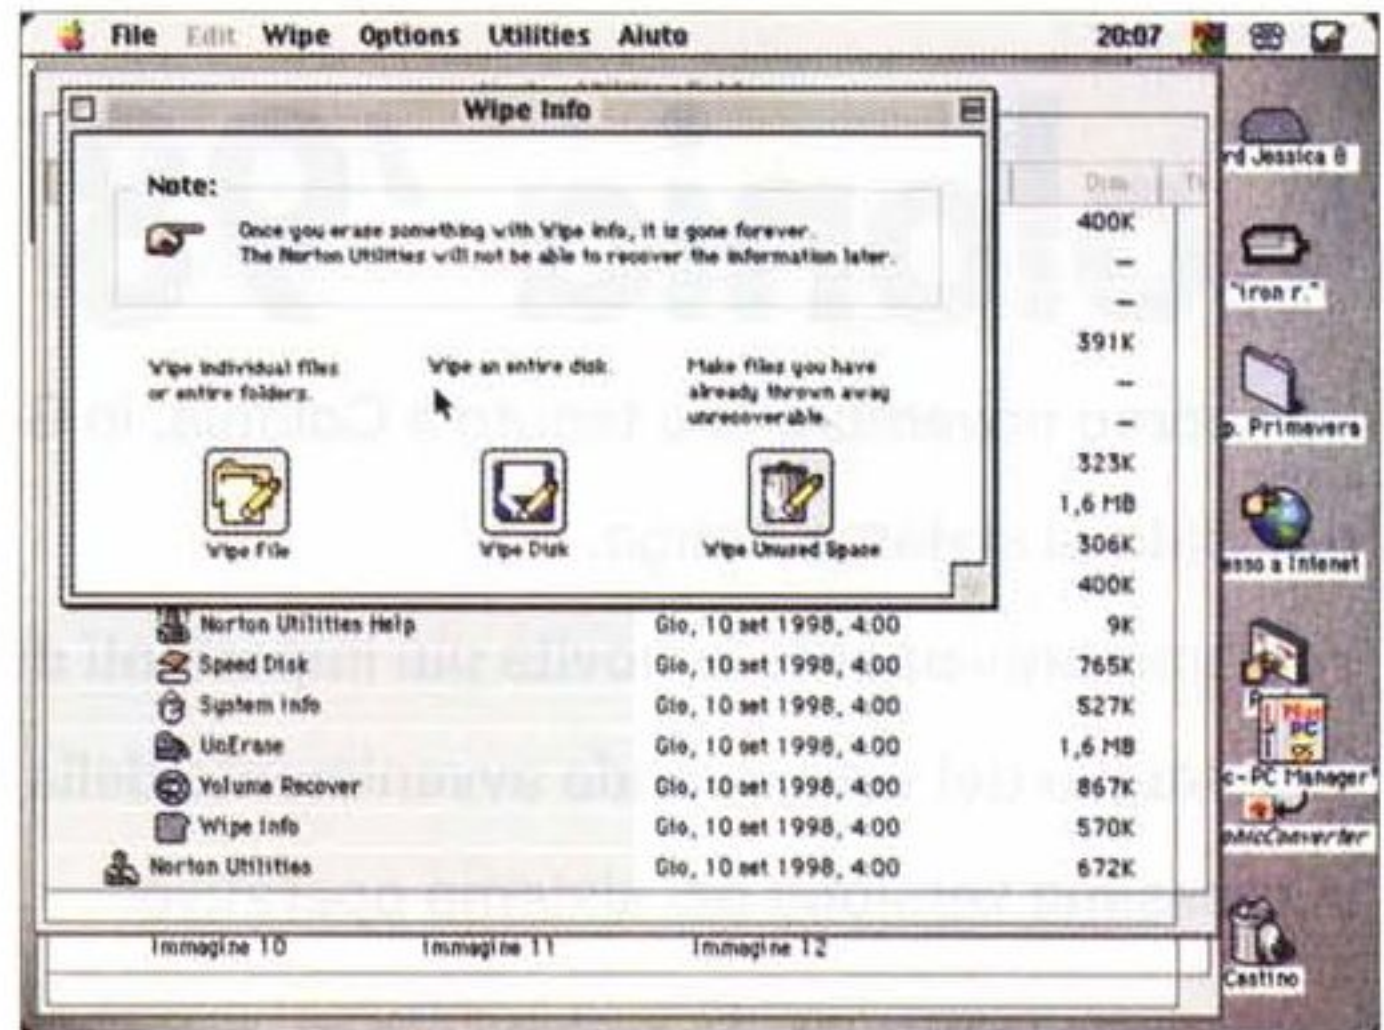 File Edit Wipe Options Utilities Aiuto 20:07
Wipe Info
Note:
Once you erase something with Wipe Info, it is gone forever.
The Norton Utilities will not be able to recover the information later.
Wipe individual files
or entire folders.
Wipe an entire disk.
Make files you have
already thrown away
unrecoverable.
Wipe File
Wipe Disk
Wipe Unused Space
Dim
400K
–
–
391K
–
–
323K
1,6 MB
306K
400K
Norton Utilities Help Gio, 10 set 1998, 4:00 9K
Speed Disk Gio, 10 set 1998, 4:00 765K
System Info Gio, 10 set 1998, 4:00 527K
UnErase Gio, 10 set 1998, 4:00 1,6 MB
Volume Recover Gio, 10 set 1998, 4:00 867K
Wipe Info Gio, 10 set 1998, 4:00 570K
Norton Utilities Gio, 10 set 1998, 4:00 672K
Immagine 10 Immagine 11 Immagine 12
rd Jessica 8
"iron r."
p. Primavera
esso a Intenet
Mac
PC
c-PC Manager"
phicConverter
Cestino